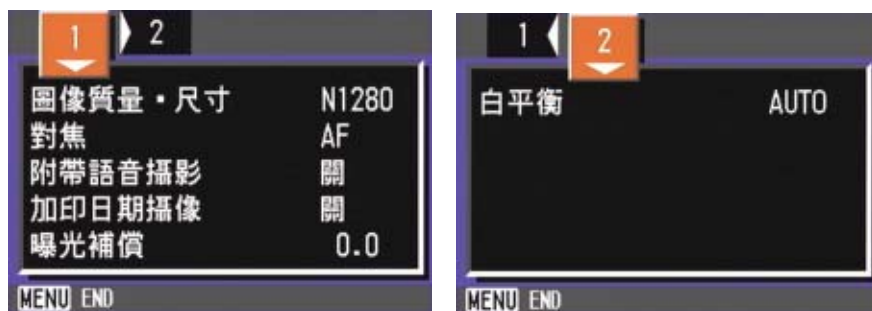 1 2
圖像質量・尺寸 N1280
對焦 AF
附帶語音攝影 關
加印日期攝像 關
曝光補償 0.0
MENU END
1 2
白平衡 AUTO
MENU END